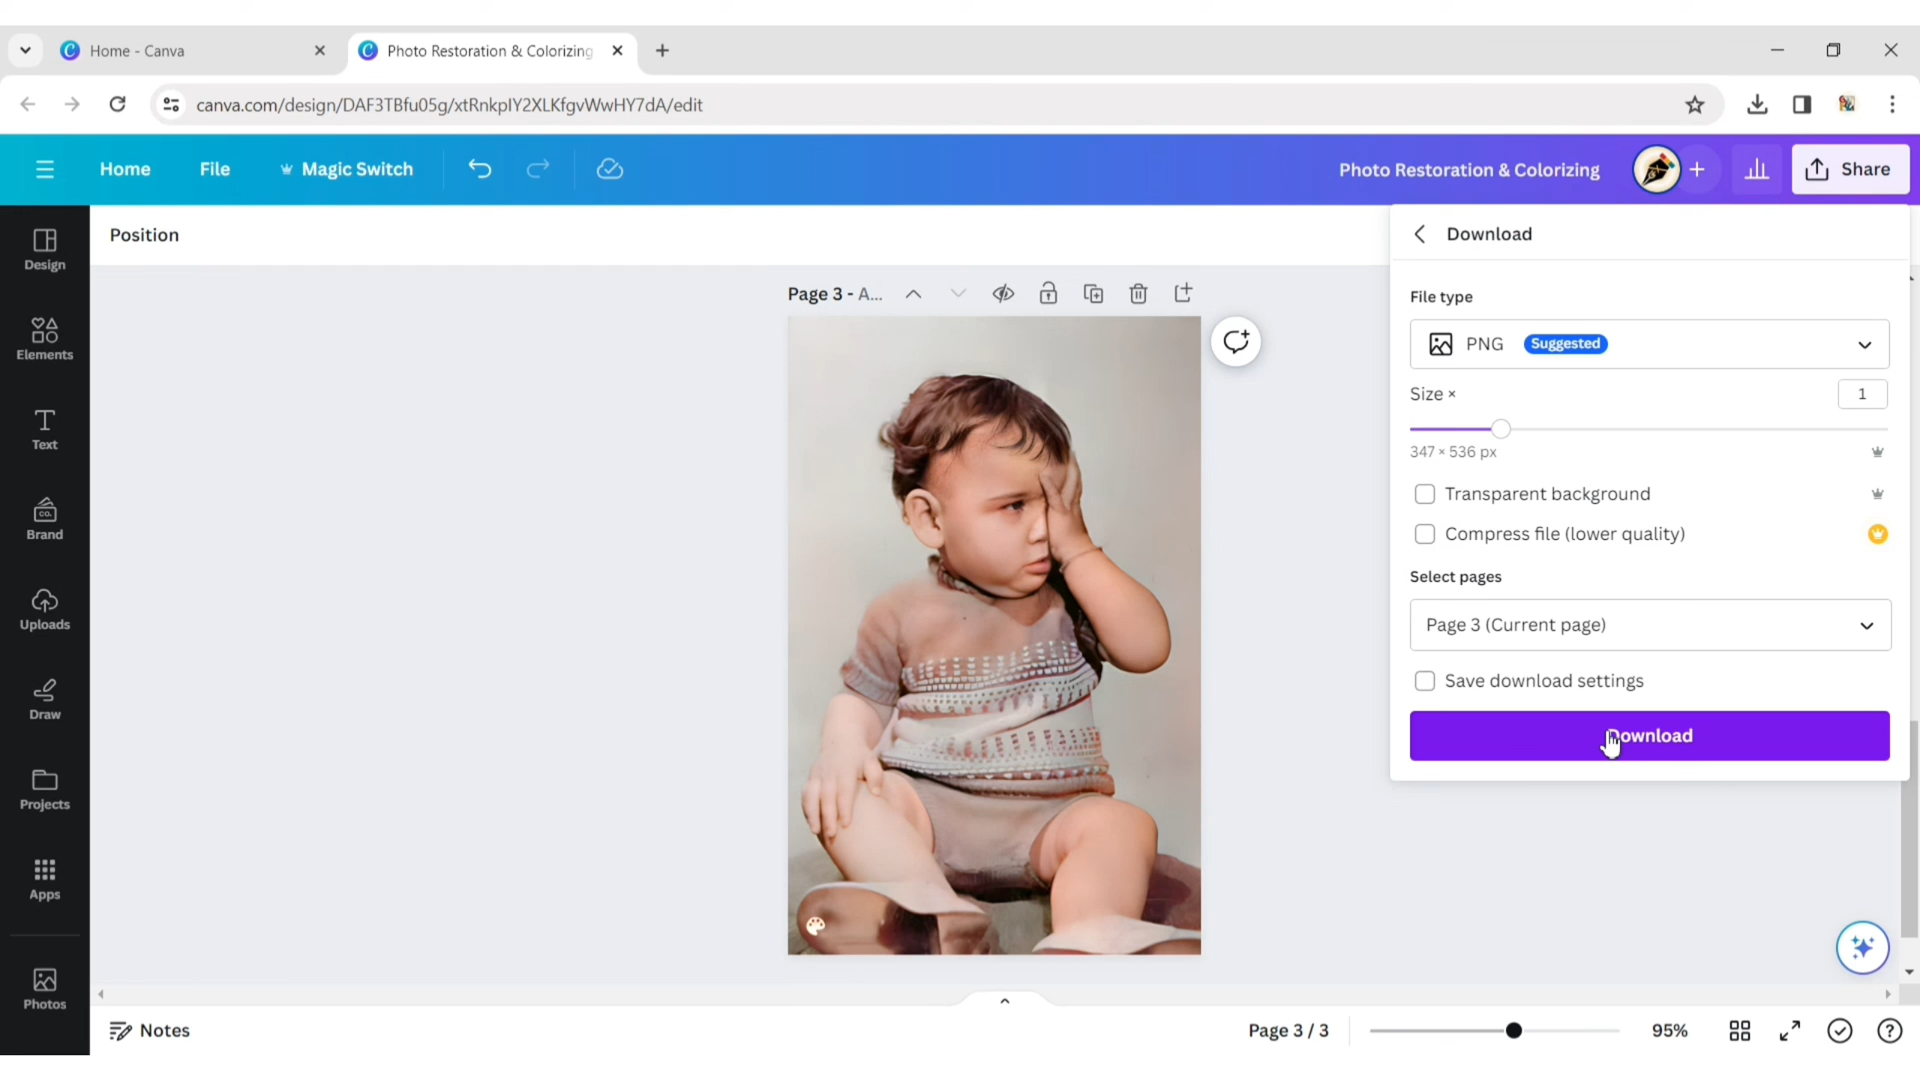 Home - Canva
Photo Restoration & Colorizing
canva.com/design/DAF3TBfu05g/xtRnkpIY2XLKfgvWwHY7dA/edit
Home
File
Magic Switch
Photo Restoration & Colorizing
Share
Design
Elements
Text
Brand
Uploads
Draw
Projects
Apps
Photos
CO.
Position
Page 3 - A...
Download
File type
PNG Suggested
Size ×
1
347 × 536 px
Transparent background
Compress file (lower quality)
Select pages
Page 3 (Current page)
Save download settings
Download
Notes
Page 3 / 3
95%